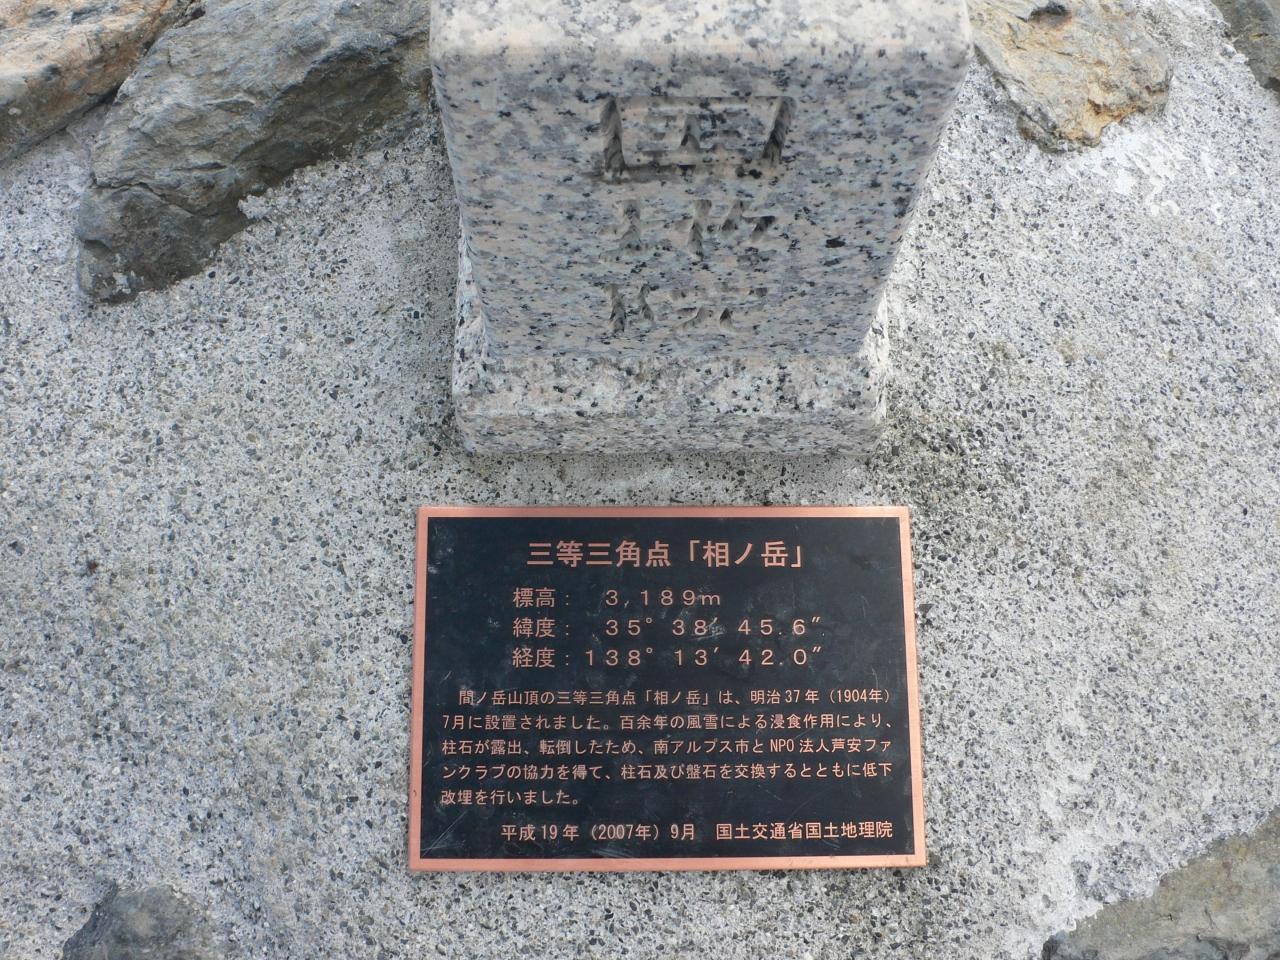 三等三角点「相ノ岳」
標高: 3,189m
緯度: 35°38′45.6″
経度:138°13′42.0″
間ノ岳山頂の三等三角点「相ノ岳」は、明治37年(1904年)
7月に設置されました。百余年の風雪による浸食作用により、
柱石が露出、転倒したため、南アルプス市とNPO法人芦安ファ
ンクラブの協力を得て、柱石及び盤石を交換するとともに低下
改埋を行いました。
平成19年(2007年)9月 国土交通省国土地理院